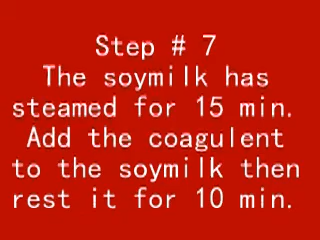 Step # 7
The soymilk has
steamed for 15 min.
Add the coagulent
to the soymilk then
rest it for 10 min.